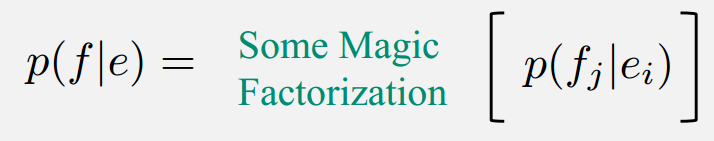 p(f|e) = Some Magic Factorization [ p(f_j|e_i) ]